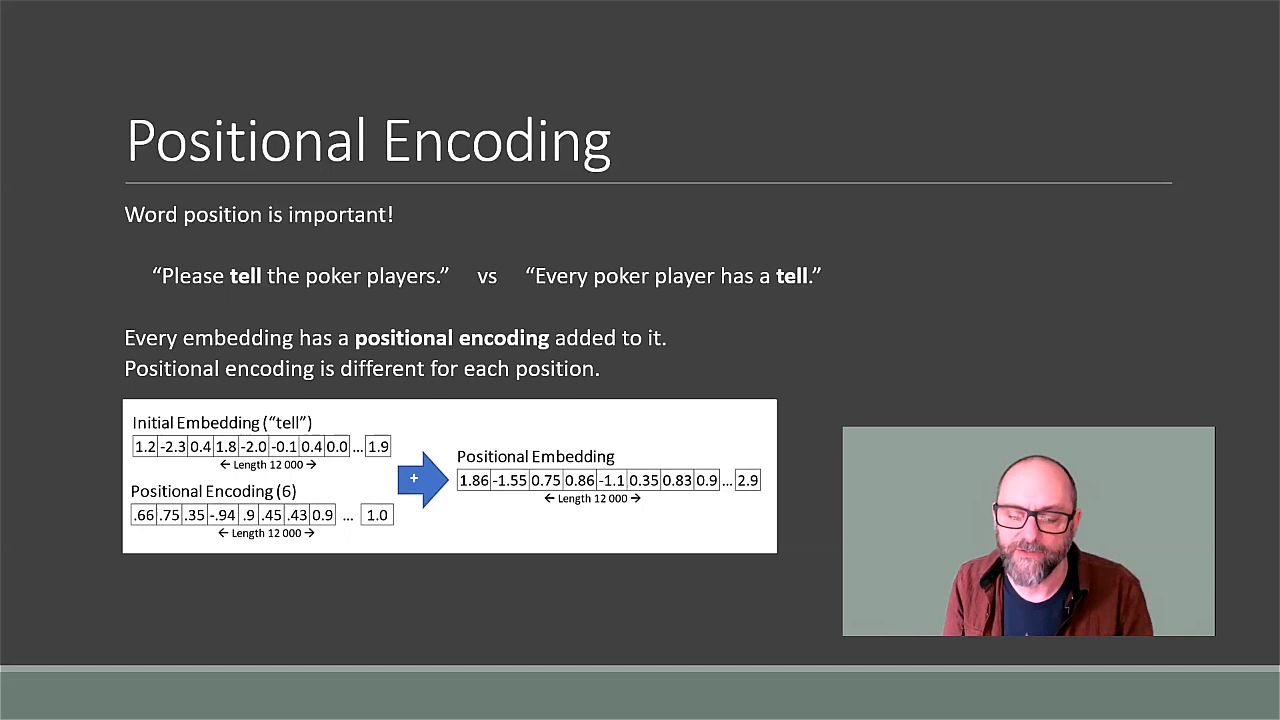 Positional Encoding
Word position is important!
“Please tell the poker players.” vs “Every poker player has a tell.”
Every embedding has a positional encoding added to it.
Positional encoding is different for each position.
Initial Embedding (“tell”)
1.2 -2.3 0.4 1.8 -2.0 -0.1 0.4 0.0 ... 1.9
← Length 12 000 →
Positional Encoding (6)
.66 .75 .35 -.94 .9 .45 .43 0.9 ... 1.0
← Length 12 000 →
+
Positional Embedding
1.86 -1.55 0.75 0.86 -1.1 0.35 0.83 0.9 ... 2.9
← Length 12 000 →